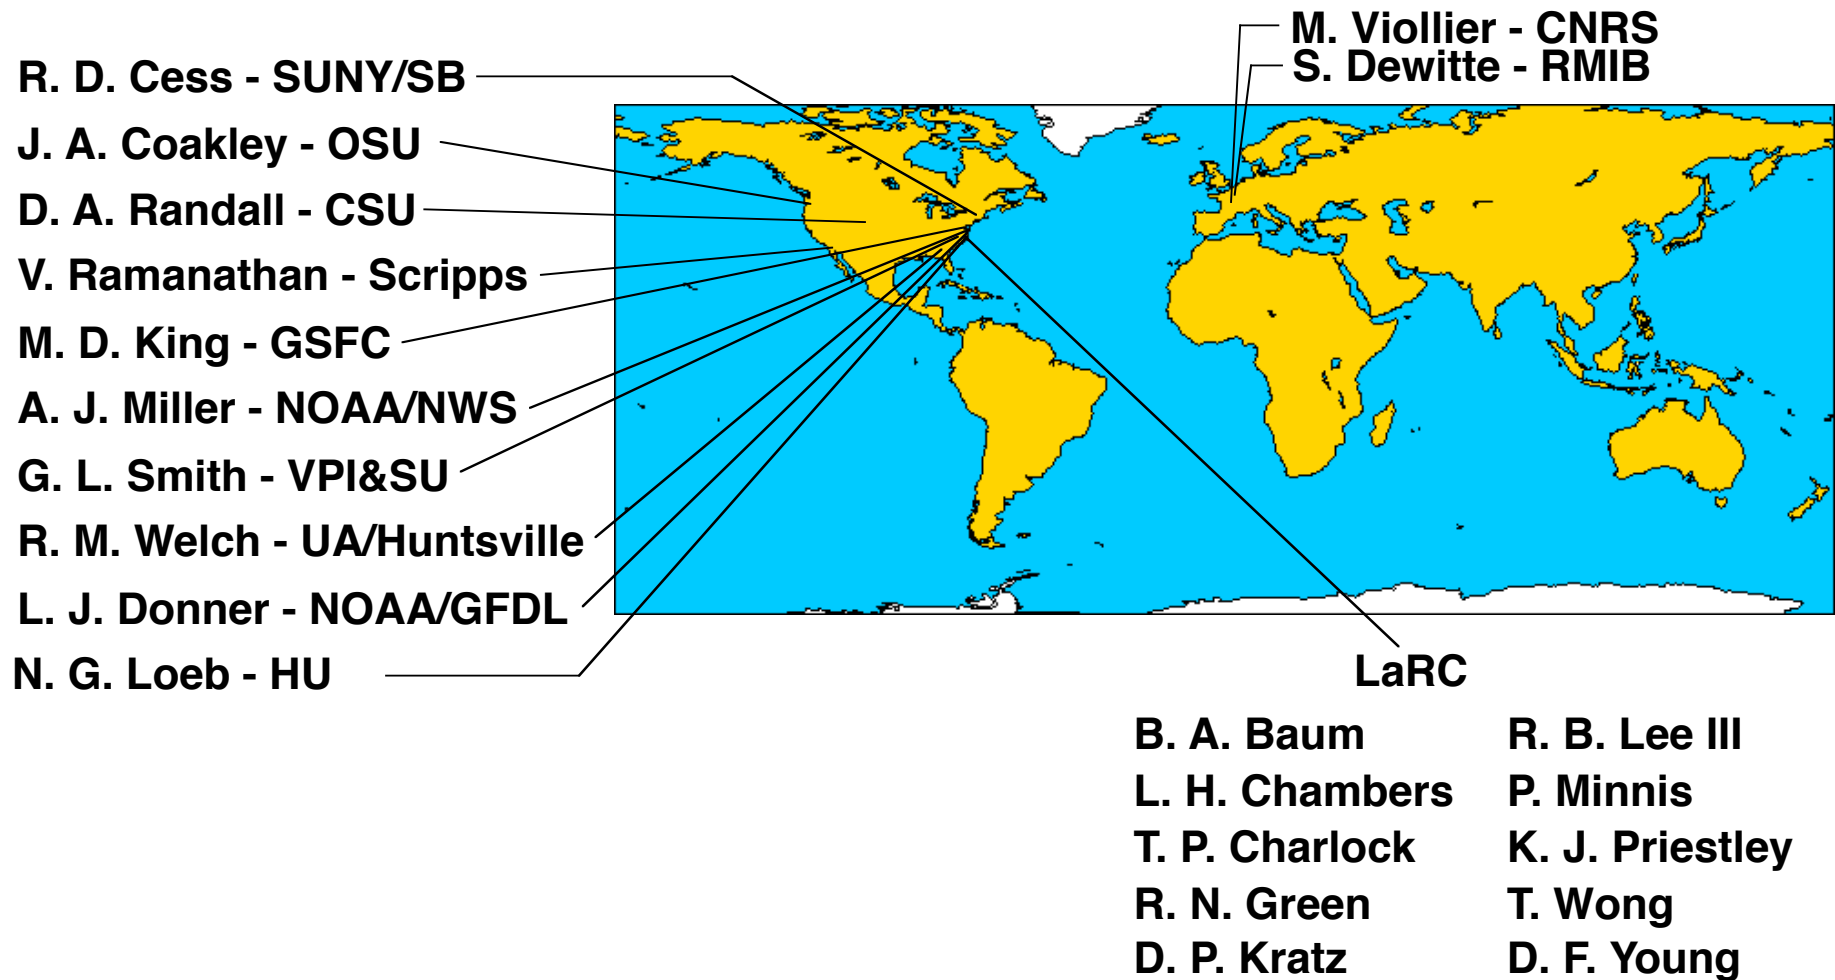 M. Viollier - CNRS
S. Dewitte - RMIB
R. D. Cess - SUNY/SB
J. A. Coakley - OSU
D. A. Randall - CSU
V. Ramanathan - Scripps
M. D. King - GSFC
A. J. Miller - NOAA/NWS
G. L. Smith - VPI&SU
R. M. Welch - UA/Huntsville
L. J. Donner - NOAA/GFDL
N. G. Loeb - HU
LaRC
B. A. Baum
L. H. Chambers
T. P. Charlock
R. N. Green
D. P. Kratz
R. B. Lee III
P. Minnis
K. J. Priestley
T. Wong
D. F. Young